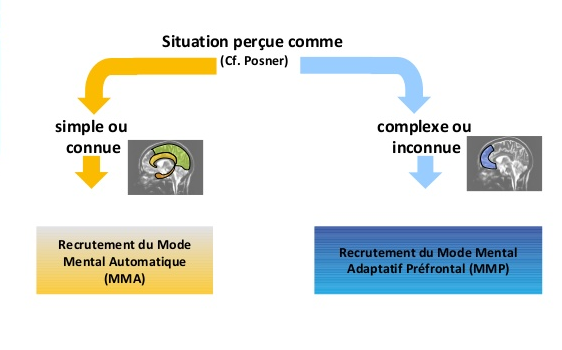 Situation perçue comme
(Cf. Posner)
simple ou
connue
complexe ou
inconnue
Recrutement du Mode
Mental Automatique
(MMA)
Recrutement du Mode Mental
Adaptatif Préfrontal (MMP)